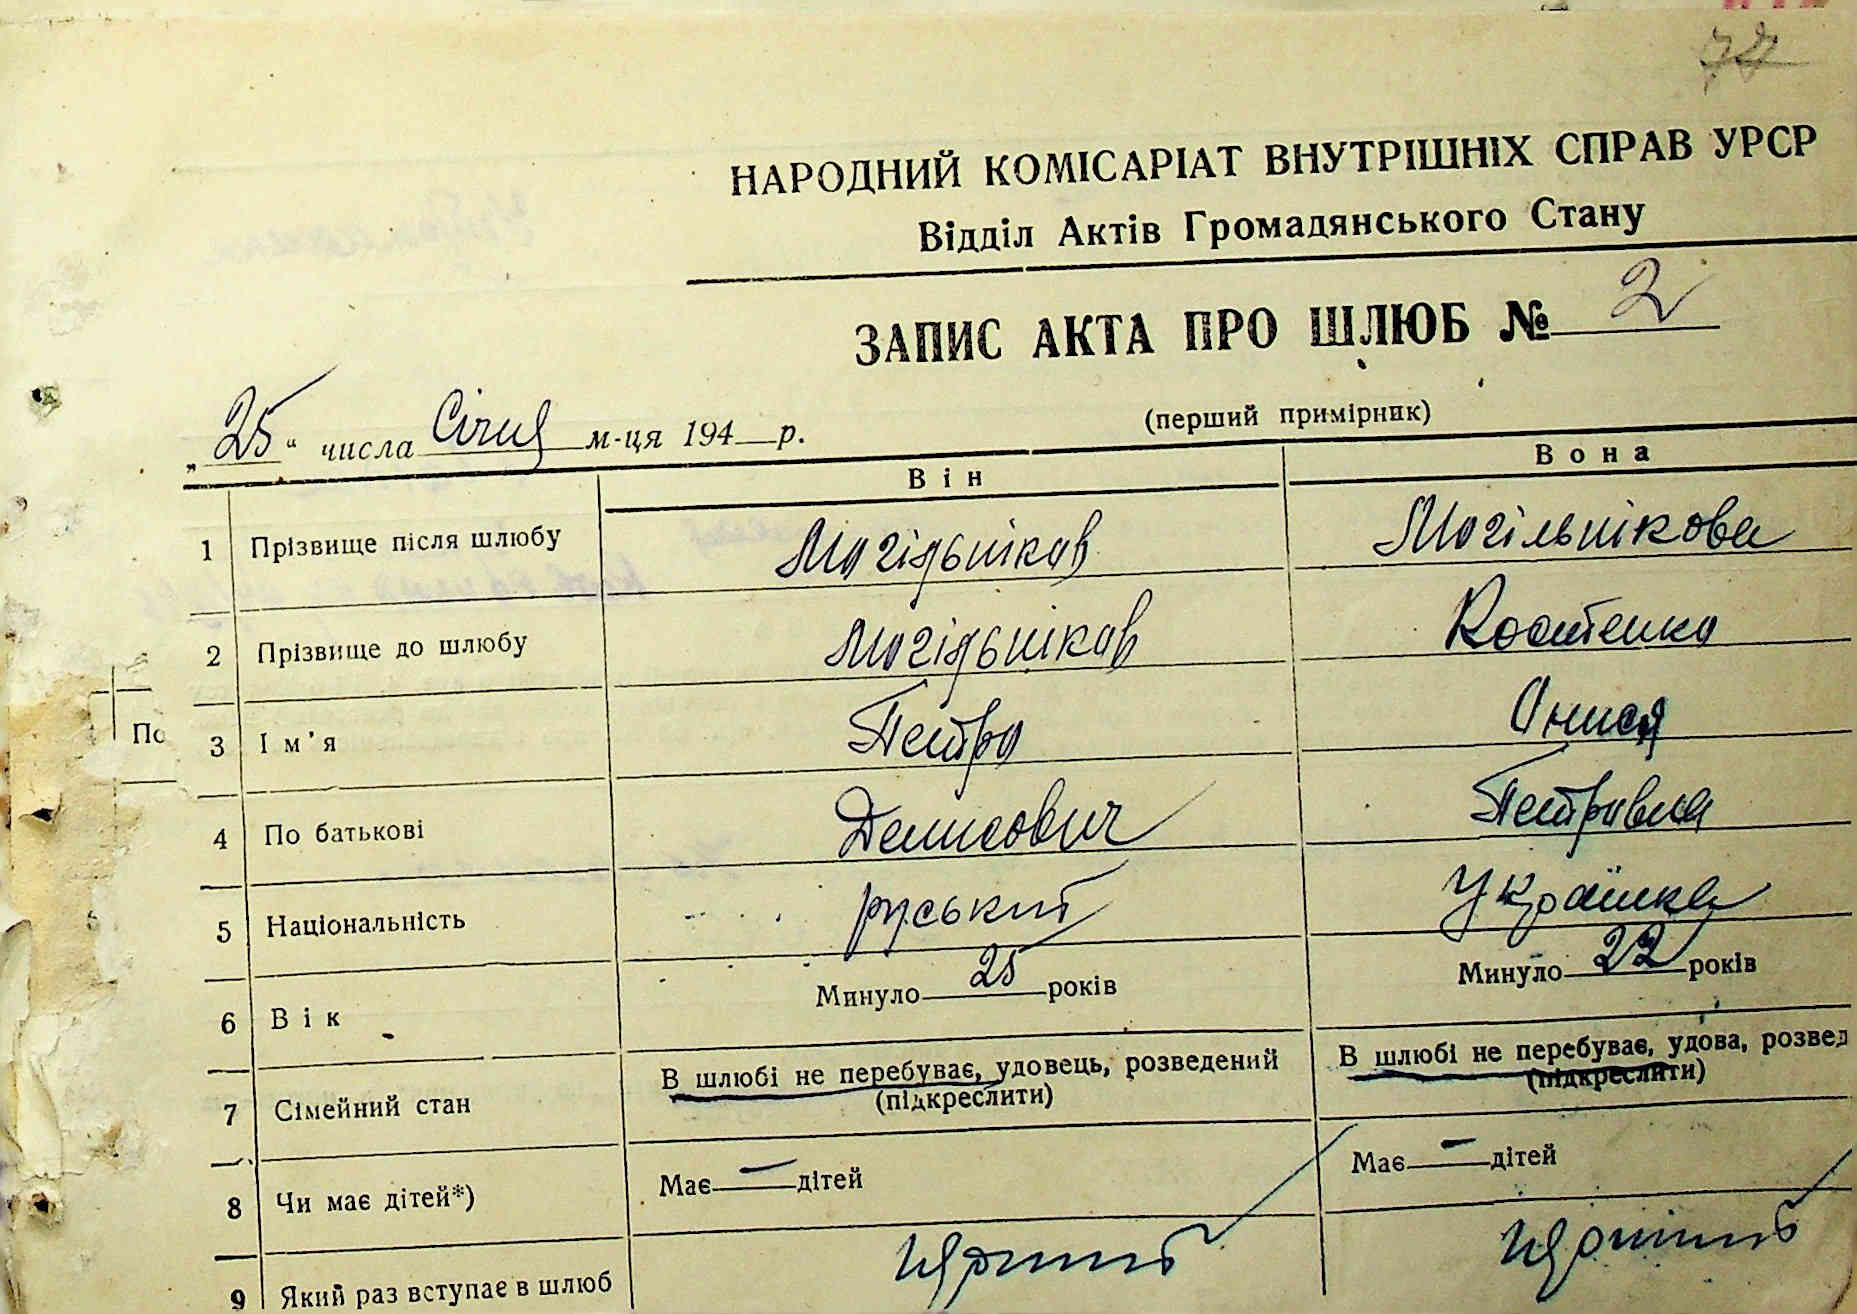 77
НАРОДНИЙ КОМІСАРІАТ ВНУТРІШНІХ СПРАВ УРСР
Відділ Актів Громадянського Стану
ЗАПИС АКТА ПРО ШЛЮБ № 2
(перший примірник)
„25“ числа Січня м-ця 194 р.
Він Вона
1 Прізвище після шлюбу Могільніков Могільнікова
2 Прізвище до шлюбу Могільніков Костенко
По
3 Ім'я Петро Онися
4 По батькові Денисович Петрівна
5 Національність руський Українка
6 Вік Минуло 25 років Минуло 22 років
7 Сімейний стан В шлюбі не перебуває, удовець, розведений (підкреслити) В шлюбі не перебуває, удова, розвед (підкреслити)
8 Чи має дітей*) Має — дітей Має — дітей
9 Який раз вступає в шлюб